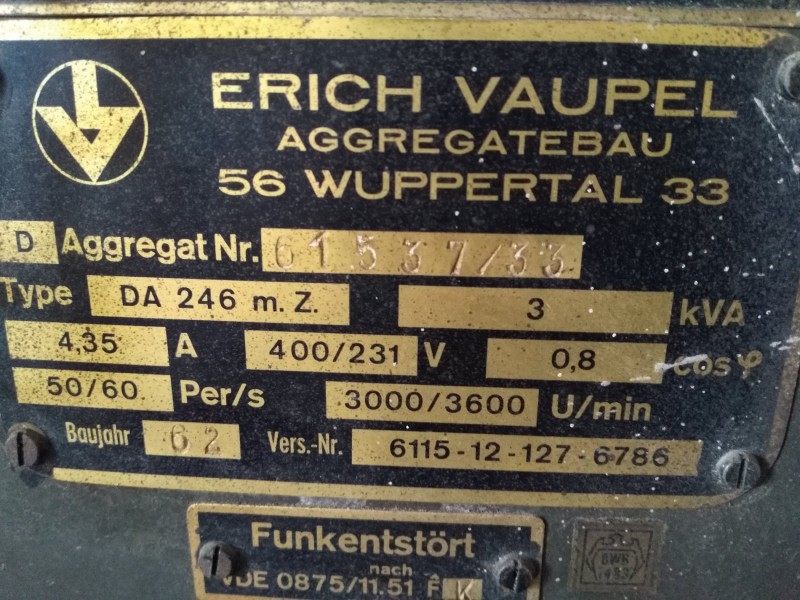 ERICH VAUPEL
AGGREGATEBAU
56 WUPPERTAL 33
D Aggregat Nr. 61537/33
Type DA 246 m. Z. 3 kVA
4,35 A 400/231 V 0,8 cos φ
50/60 Per/s 3000/3600 U/min
Baujahr 62 Vers.-Nr. 6115-12-127-6786
Funkentstört
nach
VDE 0875/11.51 F K
BWB